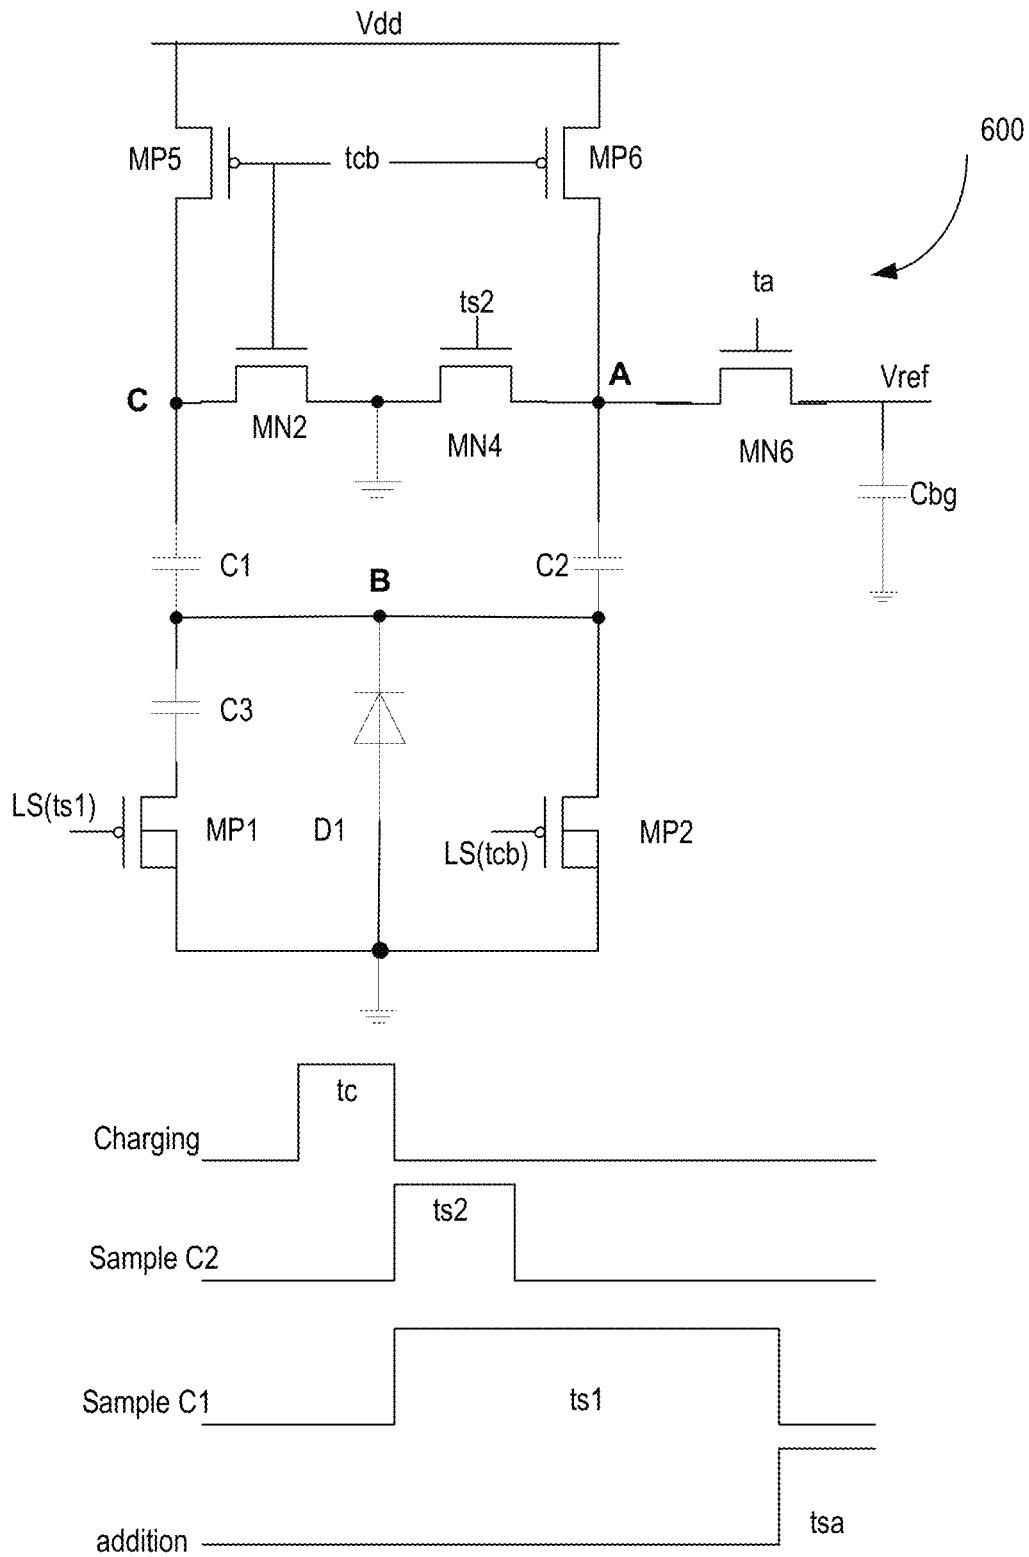 Vdd
600
MP5
tcb
MP6
ta
ts2
C
A
Vref
MN2
MN4
MN6
Cbg
C1
C2
B
C3
LS(ts1)
MP1
D1
LS(tcb)
MP2
tc
Charging
ts2
Sample C2
ts1
Sample C1
tsa
addition